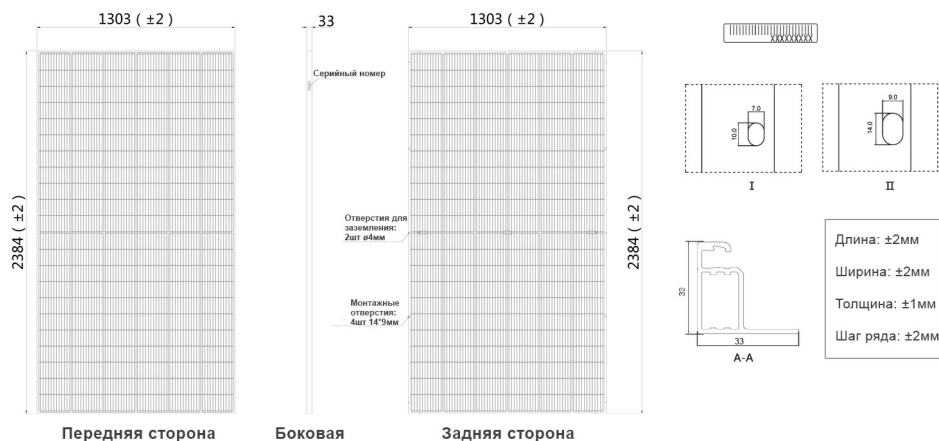 1303 ( ±2 )
33
1303 ( ±2 )
Серийный номер
2384 ( ±2 )
Отверстия для
заземления:
2шт ø4мм
Монтажные
отверстия:
4шт 14*9мм
2384 ( ±2 )
Передняя сторона
Боковая
Задняя сторона
7.0
10.0
I
9.0
14.0
II
33
33
A-A
Длина: ±2мм
Ширина: ±2мм
Толщина: ±1мм
Шаг ряда: ±2мм